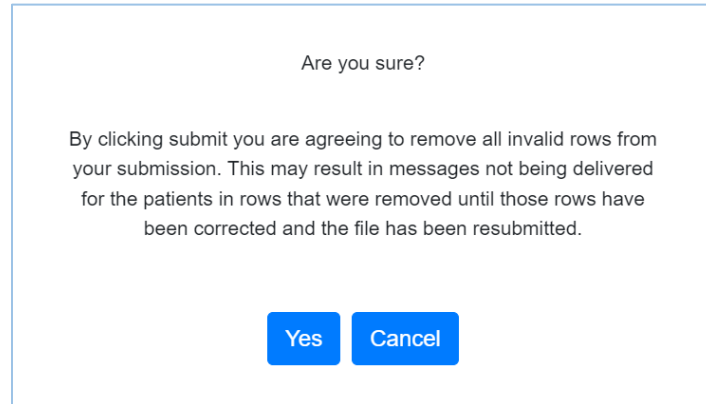 Are you sure?
By clicking submit you are agreeing to remove all invalid rows from
your submission. This may result in messages not being delivered
for the patients in rows that were removed until those rows have
been corrected and the file has been resubmitted.
Yes Cancel